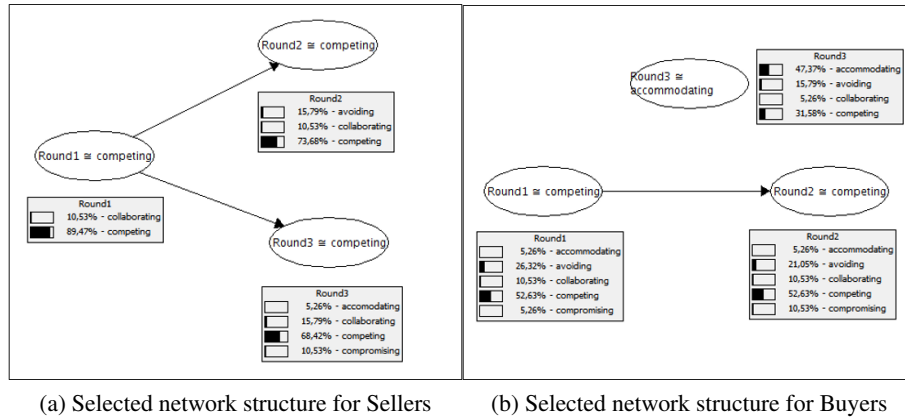 Round2 ≅ competing
Round2
15,79% - avoiding
10,53% - collaborating
73,68% - competing
Round1 ≅ competing
Round1
10,53% - collaborating
89,47% - competing
Round3 ≅ competing
Round3
5,26% - accomodating
15,79% - collaborating
68,42% - competing
10,53% - compromising
(a) Selected network structure for Sellers
Round3 ≅
accommodating
Round3
47,37% - accommodating
15,79% - avoiding
5,26% - collaborating
31,58% - competing
Round1 ≅ competing
Round1
5,26% - accommodating
26,32% - avoiding
10,53% - collaborating
52,63% - competing
5,26% - compromising
Round2 ≅ competing
Round2
5,26% - accommodating
21,05% - avoiding
10,53% - collaborating
52,63% - competing
10,53% - compromising
(b) Selected network structure for Buyers